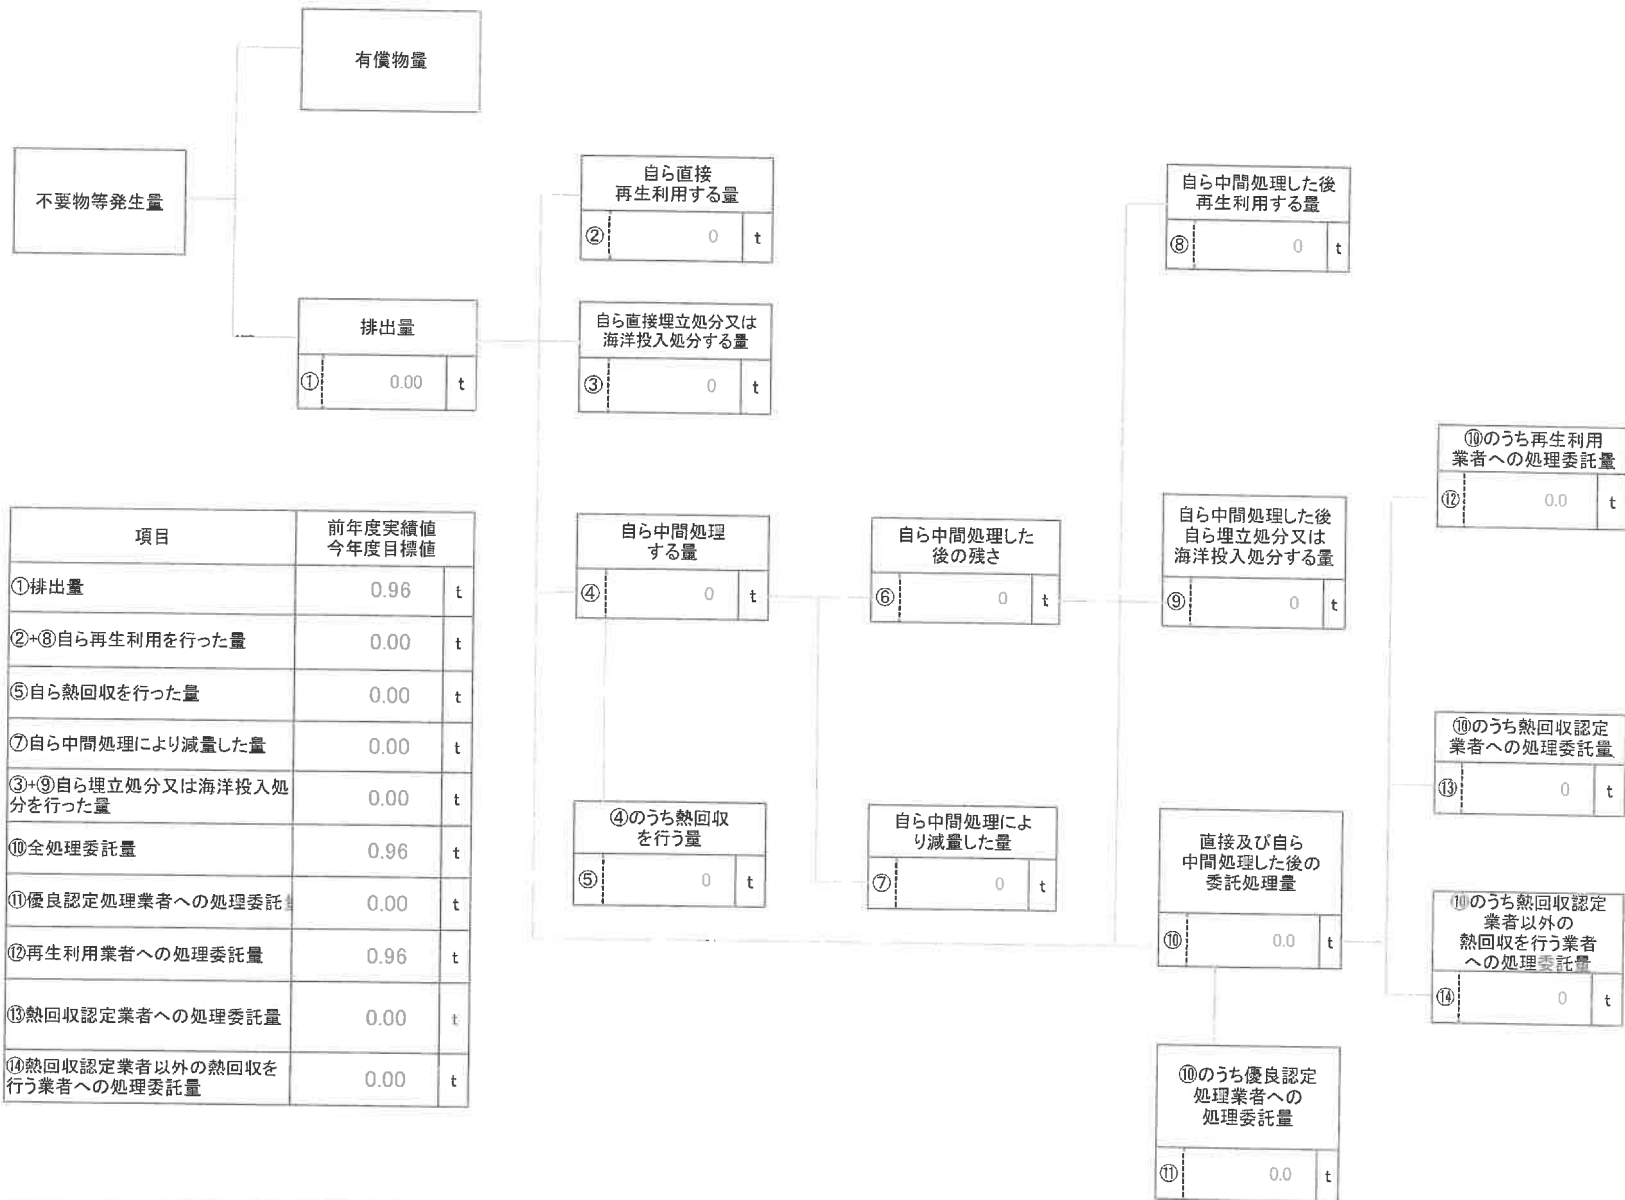 有償物量
不要物等発生量
排出量
① 0.00 t
自ら直接
再生利用する量
② 0 t
自ら直接埋立処分又は
海洋投入処分する量
③ 0 t
自ら中間処理
する量
④ 0 t
④のうち熱回収
を行う量
⑤ 0 t
自ら中間処理した
後の残さ
⑥ 0 t
自ら中間処理によ
り減量した量
⑦ 0 t
自ら中間処理した後
再生利用する量
⑧ 0 t
自ら中間処理した後
自ら埋立処分又は
海洋投入処分する量
⑨ 0 t
直接及び自ら
中間処理した後の
委託処理量
⑩ 0.0 t
⑩のうち優良認定
処理業者への
処理委託量
⑪ 0.0 t
⑩のうち再生利用
業者への処理委託量
⑫ 0.0 t
⑩のうち熱回収認定
業者への処理委託量
⑬ 0 t
⑩のうち熱回収認定
業者以外の
熱回収を行う業者
への処理委託量
⑭ 0 t
項目
前年度実績値
今年度目標値
①排出量 0.96 t
②+⑧自ら再生利用を行った量 0.00 t
⑤自ら熱回収を行った量 0.00 t
⑦自ら中間処理により減量した量 0.00 t
③+⑨自ら埋立処分又は海洋投入処
分を行った量 0.00 t
⑩全処理委託量 0.96 t
⑪優良認定処理業者への処理委託 0.00 t
⑫再生利用業者への処理委託量 0.96 t
⑬熱回収認定業者への処理委託量 0.00 t
⑭熱回収認定業者以外の熱回収を
行う業者への処理委託量 0.00 t